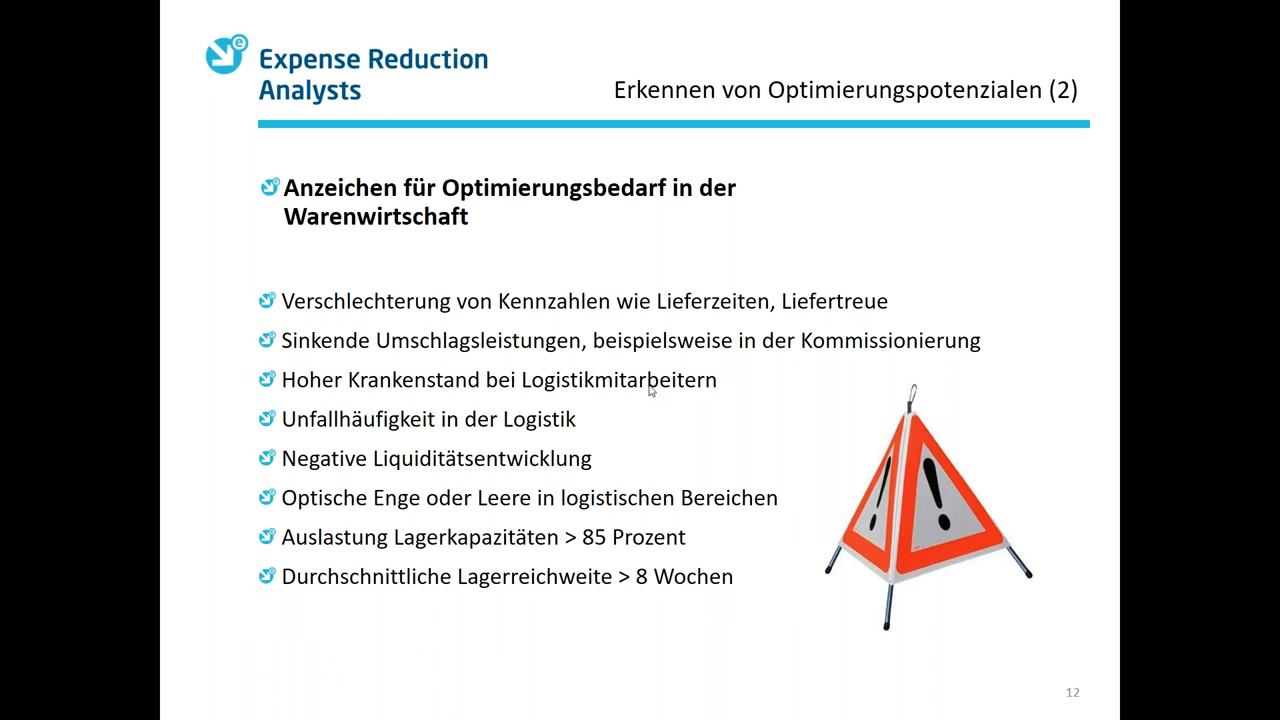 Expense Reduction
Analysts
Erkennen von Optimierungspotenzialen (2)
Anzeichen für Optimierungsbedarf in der
Warenwirtschaft
Verschlechterung von Kennzahlen wie Lieferzeiten, Liefertreue
Sinkende Umschlagsleistungen, beispielsweise in der Kommissionierung
Hoher Krankenstand bei Logistikmitarbeitern
Unfallhäufigkeit in der Logistik
Negative Liquiditätsentwicklung
Optische Enge oder Leere in logistischen Bereichen
Auslastung Lagerkapazitäten > 85 Prozent
Durchschnittliche Lagerreichweite > 8 Wochen
12